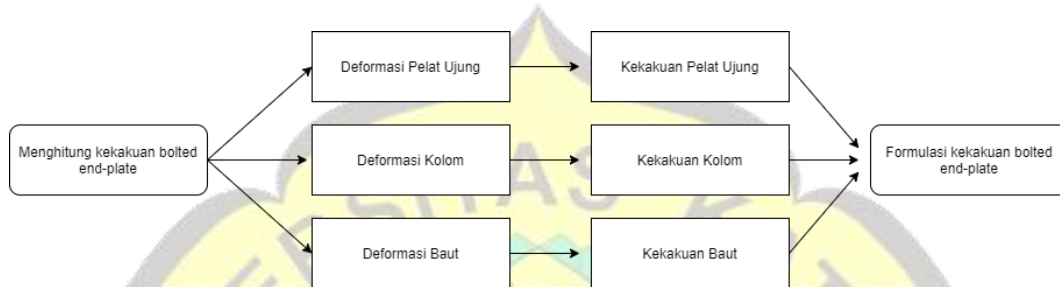 Deformasi Pelat Ujung
Kekakuan Pelat Ujung
Menghitung kekakuan bolted
end-plate
Deformasi Kolom
Kekakuan Kolom
Formulasi kekakuan bolted
end-plate
Deformasi Baut
Kekakuan Baut